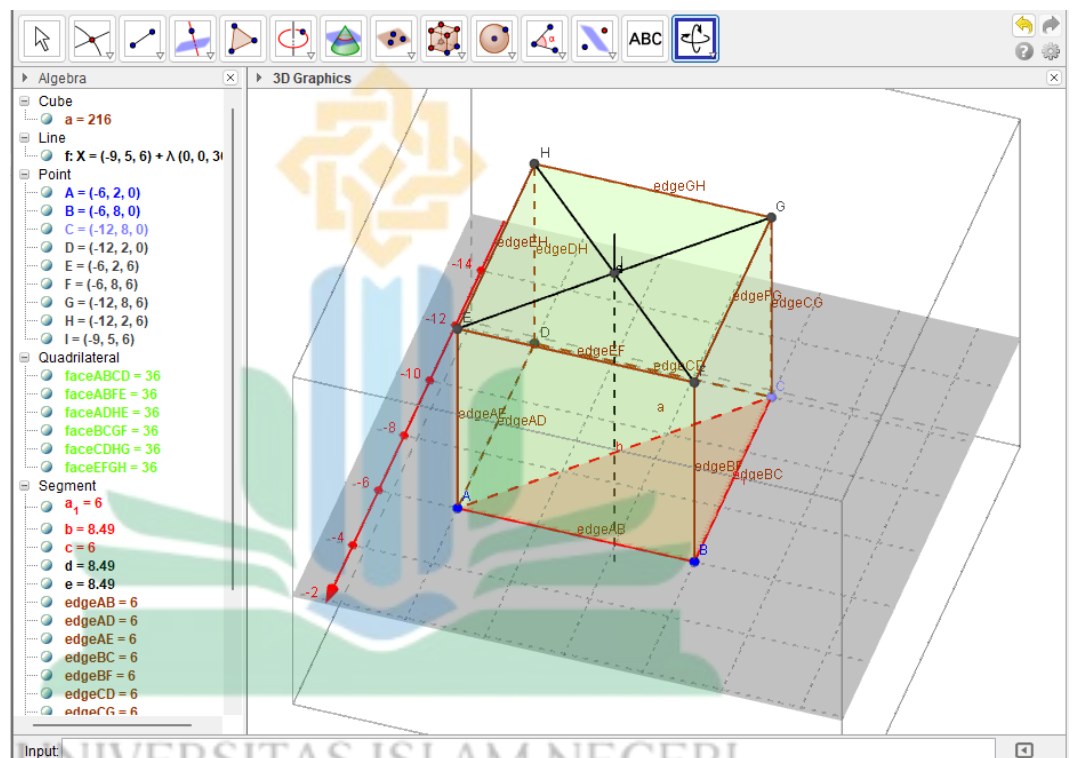 ABC
Algebra
3D Graphics
Cube
a = 216
Line
f: X = (-9, 5, 6) + λ (0, 0, 3
Point
A = (-6, 2, 0)
B = (-6, 8, 0)
C = (-12, 8, 0)
D = (-12, 2, 0)
E = (-6, 2, 6)
F = (-6, 8, 6)
G = (-12, 8, 6)
H = (-12, 2, 6)
I = (-9, 5, 6)
Quadrilateral
faceABCD = 36
faceABFE = 36
faceADHE = 36
faceBCGF = 36
faceCDHG = 36
faceEFGH = 36
Segment
a1 = 6
b = 8.49
c = 6
d = 8.49
e = 8.49
edgeAB = 6
edgeAD = 6
edgeAE = 6
edgeBC = 6
edgeBF = 6
edgeCD = 6
edgeCG = 6
Input:
H
edgeGH
G
edgeEH
edgeDH
I
-14
edgeFG
edgeCG
-12
E
D
edgeEF
-10
C
a
edgeAE
edgeAD
-8
edgeBF
edgeBC
-6
A
-4
edgeAB
B
-2
UNIVERSITAS ISLAM NEGERI